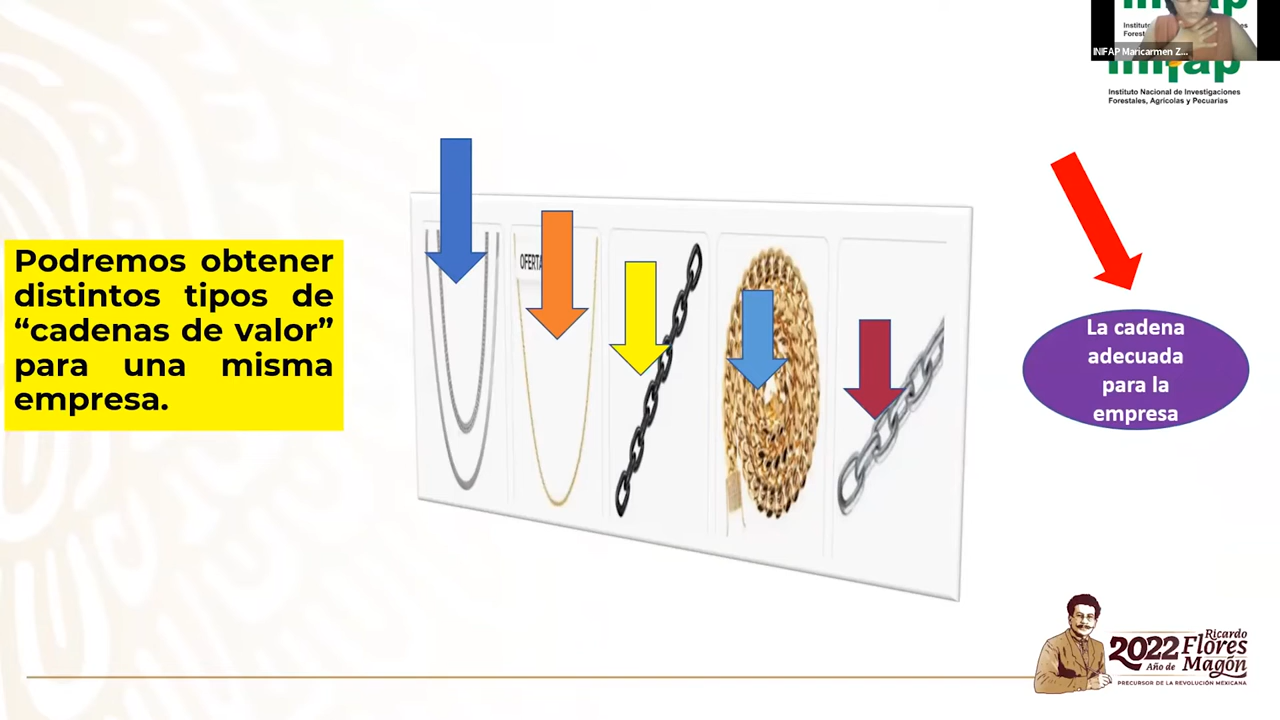 Podremos obtener
distintos tipos de
“cadenas de valor”
para una misma
empresa.
OFERTA
La cadena
adecuada
para la
empresa
INIFAP Maricarmen Z...
inifap
Instituto Nacional de Investigaciones
Forestales, Agrícolas y Pecuarias
2022
Año de
Ricardo
Flores
Magón
PRECURSOR DE LA REVOLUCIÓN MEXICANA